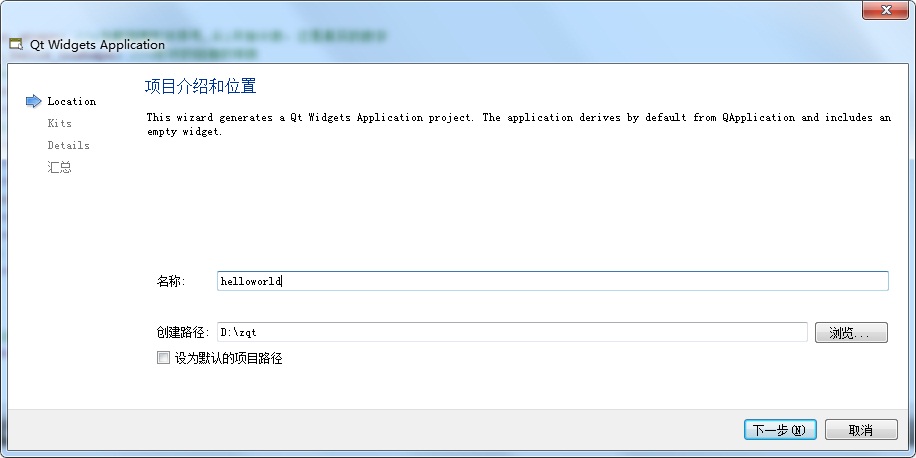 Qt Widgets Application
项目介绍和位置
Location
Kits
Details
汇总
This wizard generates a Qt Widgets Application project. The application derives by default from QApplication and includes an
empty widget.
名称: helloworld
创建路径: D:\zqt 浏览...
设为默认的项目路径
下一步(N) 取消